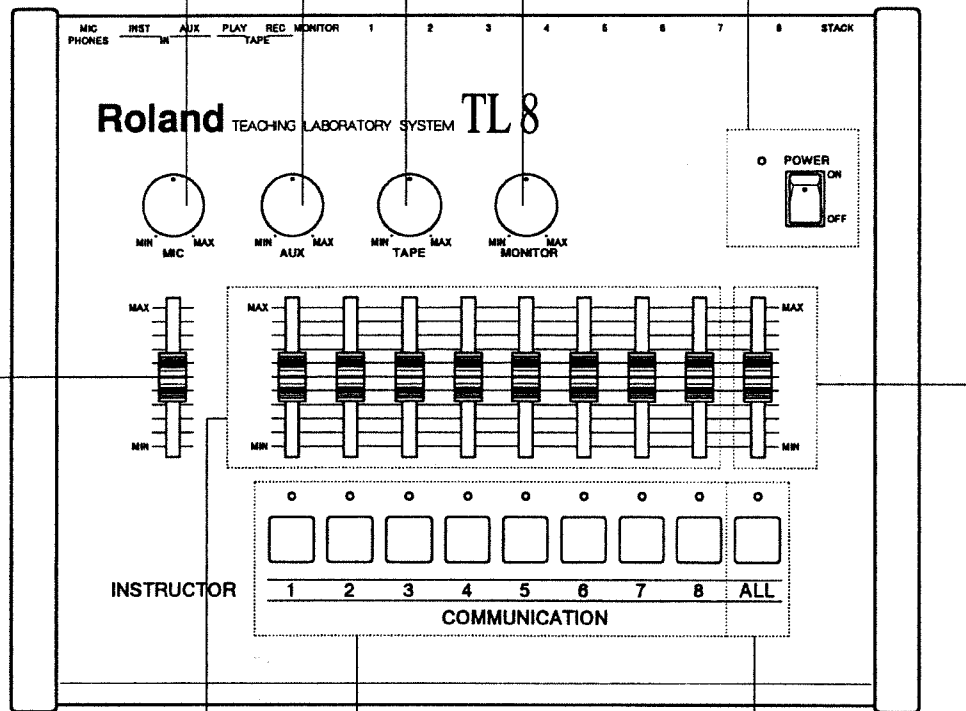 MIC INST AUX PLAY REC MONITOR 1 2 3 4 5 6 7 8 STACK
PHONES IN TAPE
Roland TEACHING LABORATORY SYSTEM TL 8
POWER
ON
OFF
MIN MAX MIN MAX MIN MAX MIN MAX
MIC AUX TAPE MONITOR
MAX MAX MAX
MIN MIN MIN
INSTRUCTOR 1 2 3 4 5 6 7 8 ALL
COMMUNICATION